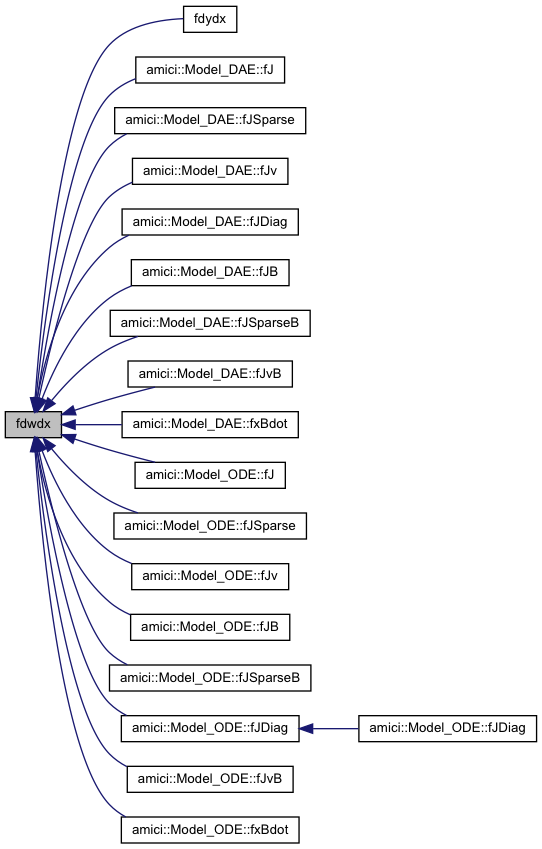 fdydx
amici::Model_DAE::fJ
amici::Model_DAE::fJSparse
amici::Model_DAE::fJv
amici::Model_DAE::fJDiag
amici::Model_DAE::fJB
amici::Model_DAE::fJSparseB
amici::Model_DAE::fJvB
fdwdx
amici::Model_DAE::fxBdot
amici::Model_ODE::fJ
amici::Model_ODE::fJSparse
amici::Model_ODE::fJv
amici::Model_ODE::fJB
amici::Model_ODE::fJSparseB
amici::Model_ODE::fJDiag
amici::Model_ODE::fJDiag
amici::Model_ODE::fJvB
amici::Model_ODE::fxBdot